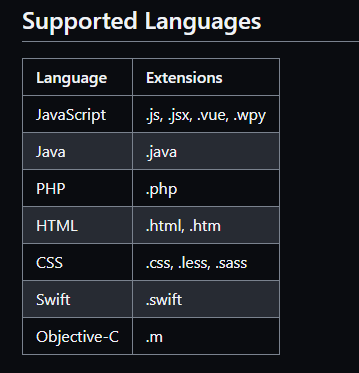 Supported Languages
Language Extensions
JavaScript .js, .jsx, .vue, .wpy
Java .java
PHP .php
HTML .html, .htm
CSS .css, .less, .sass
Swift .swift
Objective-C .m